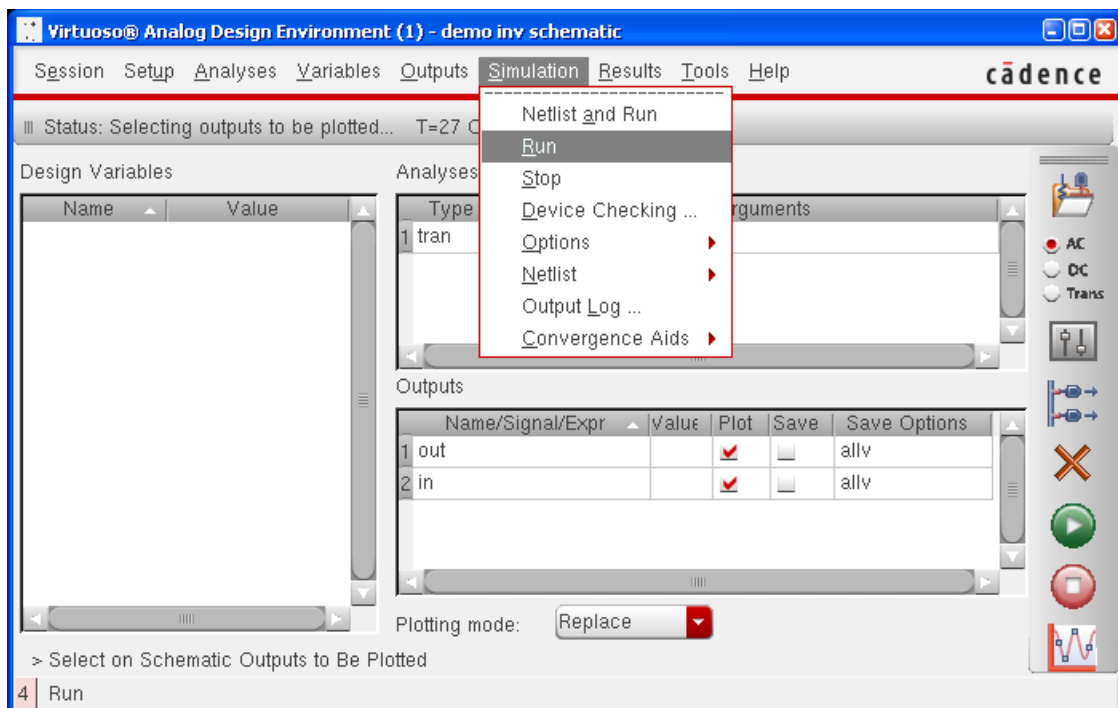 Virtuoso® Analog Design Environment (1) - demo inv schematic
Session Setup Analyses Variables Outputs Simulation Results Tools Help
cādence
Status: Selecting outputs to be plotted... T=27 C
Netlist and Run
Run
Stop
Device Checking ...
Options
Netlist
Output Log ...
Convergence Aids
Design Variables
Name Value
Analyses
Type rguments
1 tran
AC
DC
Trans
Outputs
Name/Signal/Expr Value Plot Save Save Options
1 out allv
2 in allv
Plotting mode: Replace
> Select on Schematic Outputs to Be Plotted
4 Run